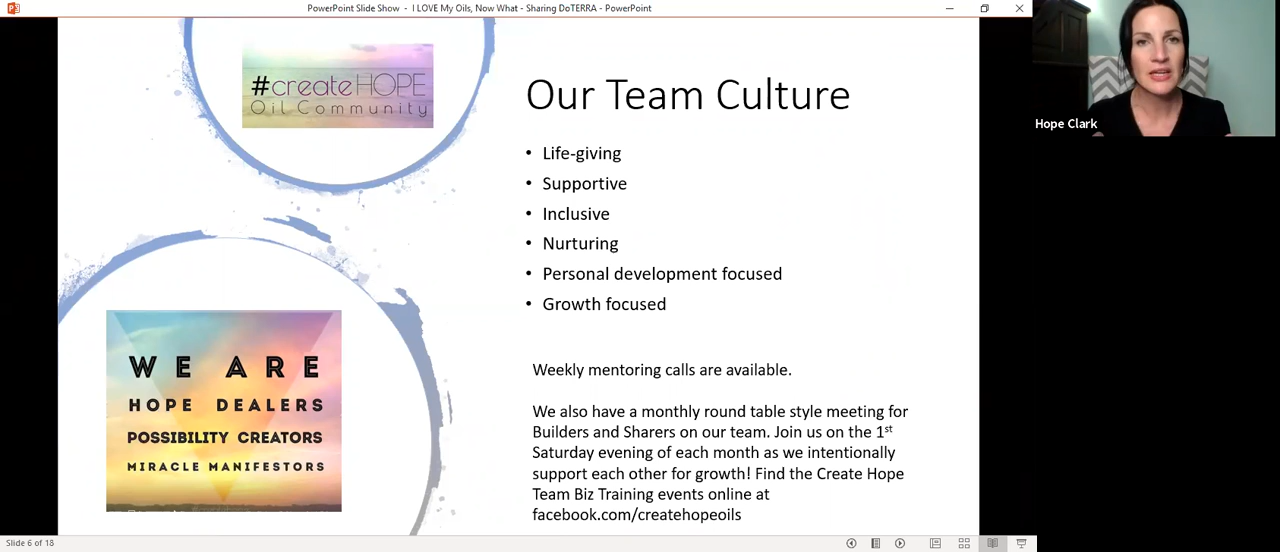 PowerPoint Slide Show - I LOVE My Oils, Now What - Sharing DoTERRA - PowerPoint
#createHOPE
Oil Community
Our Team Culture
• Life-giving
• Supportive
• Inclusive
• Nurturing
• Personal development focused
• Growth focused
WE ARE
HOPE DEALERS
POSSIBILITY CREATORS
MIRACLE MANIFESTORS
Weekly mentoring calls are available.
We also have a monthly round table style meeting for
Builders and Sharers on our team. Join us on the 1st
Saturday evening of each month as we intentionally
support each other for growth! Find the Create Hope
Team Biz Training events online at
facebook.com/createhopeoils
Hope Clark
Slide 6 of 18